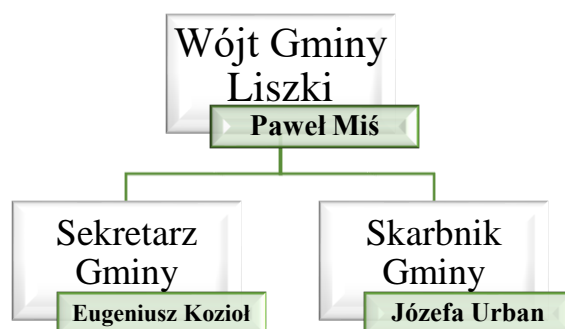 Wójt Gminy
Liszki
Paweł Miś
Sekretarz
Gminy
Eugeniusz Kozioł
Skarbnik
Gminy
Józefa Urban